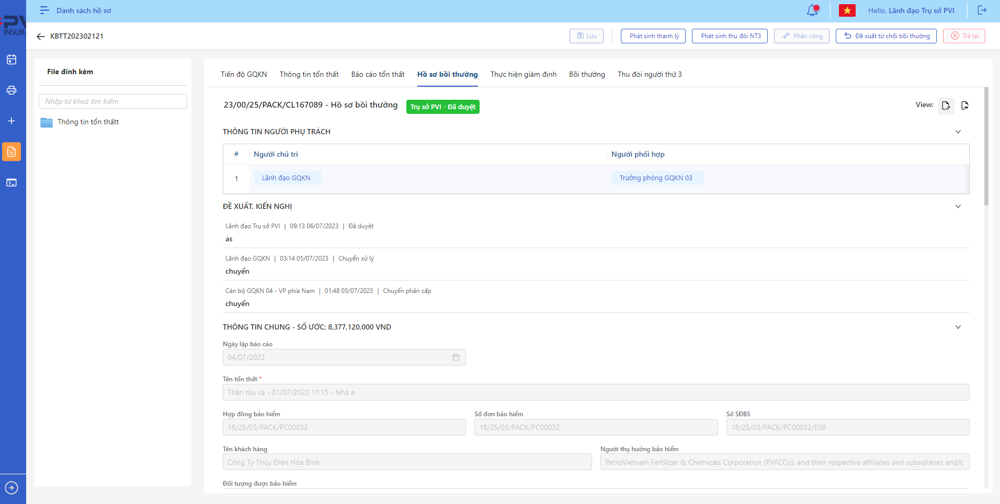 Danh sách hồ sơ
Hello, Lãnh đạo Trụ sở PVI
PV
INSURA
KBTT202302121
Lưu
Phát sinh thanh lý
Phát sinh thu đòi NT3
Phân công
Đề xuất từ chối bồi thường
Trả lại
File đính kèm
Nhập từ khoá tìm kiếm
Thông tin tổn thấtt
Tiến độ GQKN
Thông tin tổn thất
Báo cáo tổn thất
Hồ sơ bồi thường
Thực hiện giám định
Bồi thường
Thu đòi người thứ 3
23/00/25/PACK/CL167089 - Hồ sơ bồi thường
Trụ sở PVI - Đã duyệt
View:
THÔNG TIN NGƯỜI PHỤ TRÁCH
# Người chủ trì Người phối hợp
1 Lãnh đạo GQKN Trưởng phòng GQKN 03
ĐỀ XUẤT, KIẾN NGHỊ
Lãnh đạo Trụ sở PVI | 09:13 06/07/2023 | Đã duyệt
as
Lãnh đạo GQKN | 03:14 05/07/2023 | Chuyển xử lý
chuyển
Cán bộ GQKN 04 - VP phía Nam | 01:48 05/07/2023 | Chuyển phân cấp
chuyển
THÔNG TIN CHUNG - SỐ ƯỚC: 8,377,120,000 VND
Ngày lập báo cáo
04/07/2023
Tên tổn thất *
Thân tàu cá - 01/07/2023 11:15 - Nhà a
Hợp đồng bảo hiểm Số đơn bảo hiểm Số SĐBS
18/25/03/PACK/PC00032 18/25/03/PACK/PC00032 18/25/03/PACK/PC00032/E08
Tên khách hàng Người thụ hưởng bảo hiểm
Công Ty Thủy Điện Hòa Bình PetroVietnam Fertilizer & Chemicals Corporation (PVFCCo), and their respective affiliates and subsidiaries and/c
Đối tượng được bảo hiểm